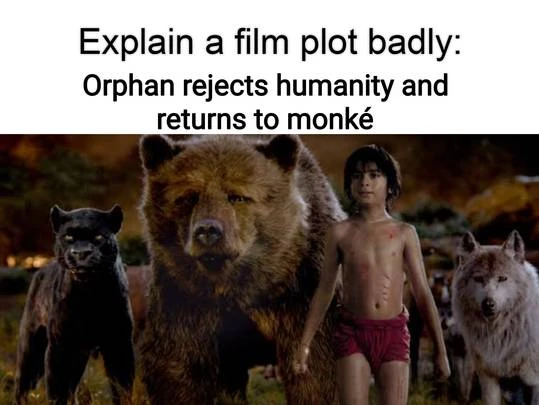 Explain a film plot badly:
Orphan rejects humanity and
returns to monké